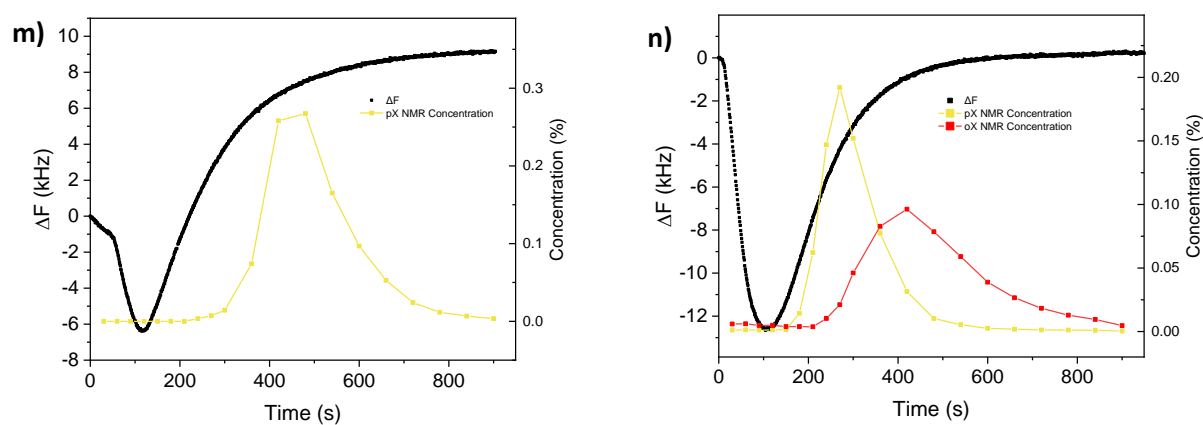 m)
10
8
6
4
2
0
-2
-4
-6
-8
ΔF (kHz)
ΔF
pX NMR Concentration
0.3
0.2
0.1
0.0
Concentration (%)
0
200
400
600
800
Time (s)
n)
0
-2
-4
-6
-8
-10
-12
ΔF (kHz)
ΔF
pX NMR Concentration
oX NMR Concentration
0.20
0.15
0.10
0.05
0.00
Concentration (%)
0
200
400
600
800
Time (s)